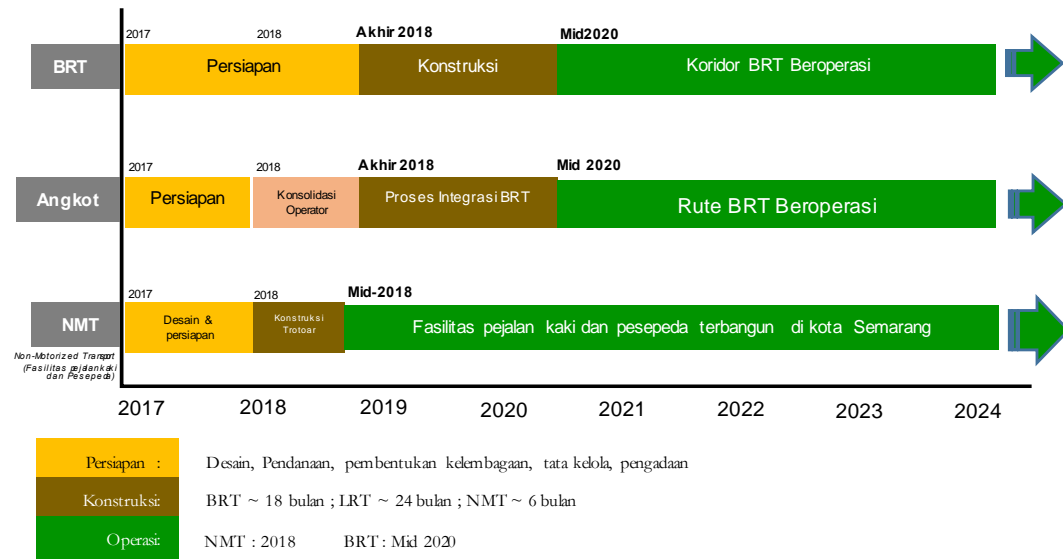 2017
2018
Akhir 2018
Mid2020
BRT
Persiapan
Konstruksi
Koridor BRT Beroperasi
2017
2018
Akhir 2018
Mid 2020
Angkot
Persiapan
Konsolidasi
Operator
Proses Integrasi BRT
Rute BRT Beroperasi
2017
2018
Mid-2018
NMT
Desain &
persiapan
Konstruksi
Trotoar
Fasilitas pejalan kaki dan pesepeda terbangun di kota Semarang
Non-Motorized Transport
(Fasilitas pejalan kaki
dan Pesepeda)
2017 2018 2019 2020 2021 2022 2023 2024
Persiapan : Desain, Pendanaan, pembentukan kelembagaan, tata kelola, pengadaan
Konstruksi: BRT ~ 18 bulan ; LRT ~ 24 bulan ; NMT ~ 6 bulan
Operasi: NMT : 2018 BRT : Mid 2020